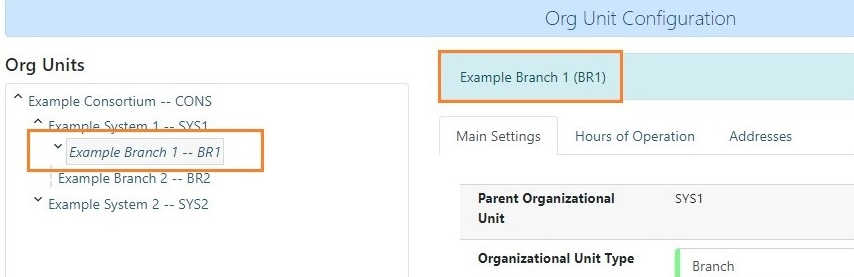 Org Unit Configuration
Org Units
Example Consortium -- CONS
Example System 1 -- SYS1
Example Branch 1 -- BR1
Example Branch 2 -- BR2
Example System 2 -- SYS2
Example Branch 1 (BR1)
Main Settings Hours of Operation Addresses
Parent Organizational SYS1
Unit
Organizational Unit Type Branch